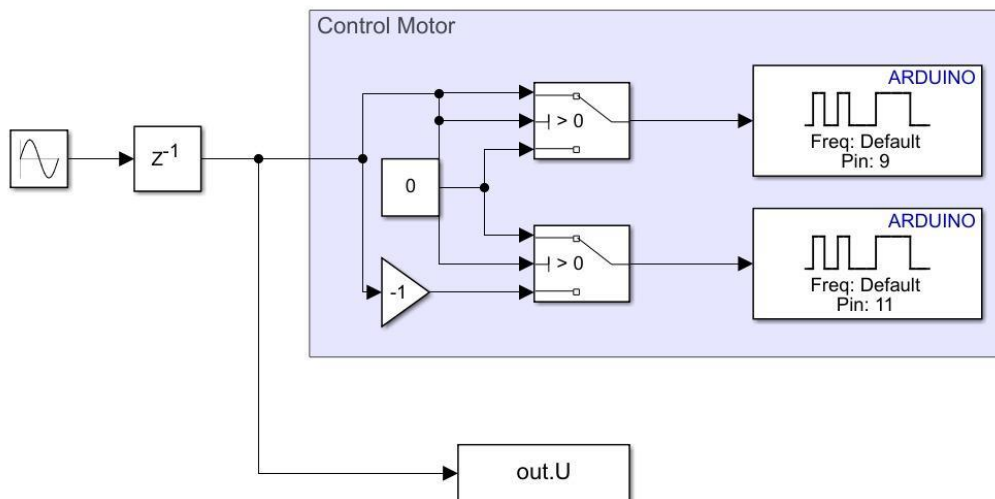 Control Motor
ARDUINO
> 0
Freq: Default
Pin: 9
z-1
0
ARDUINO
> 0
Freq: Default
-1
Pin: 11
out.U